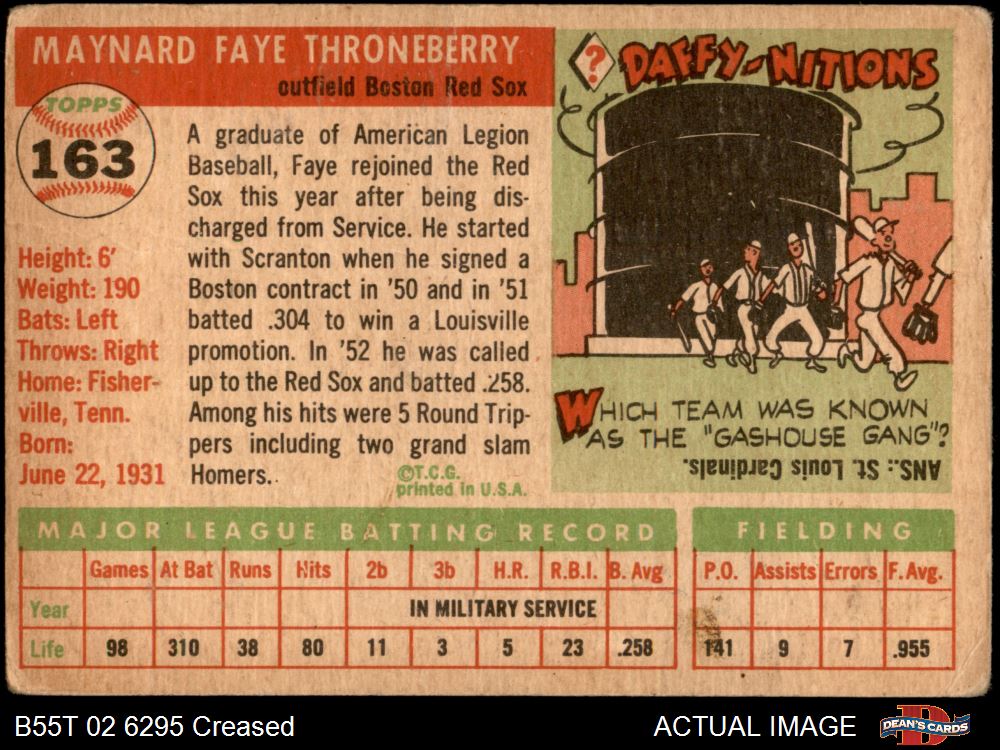 MAYNARD FAYE THRONEBERRY
outfield Boston Red Sox
TOPPS
163
A graduate of American Legion
Baseball, Faye rejoined the Red
Sox this year after being dis-
charged from Service. He started
with Scranton when he signed a
Boston contract in '50 and in '51
batted .304 to win a Louisville
promotion. In '52 he was called
up to the Red Sox and batted .258.
Among his hits were 5 Round Trip-
pers including two grand slam
Homers.
©T.C.G.
printed in U.S.A.
Height: 6'
Weight: 190
Bats: Left
Throws: Right
Home: Fisher-
ville, Tenn.
Born:
June 22, 1931
? DAFFY-NITIONS
WHICH TEAM WAS KNOWN
AS THE "GASHOUSE GANG"?
ANS.: St. Louis Cardinals.
MAJOR LEAGUE BATTING RECORD
Games At Bat Runs Hits 2b 3b H.R. R.B.I. B. Avg
Year IN MILITARY SERVICE
Life 98 310 38 80 11 3 5 23 .258
FIELDING
P.O. Assists Errors F. Avg.
141 9 7 .955
B55T 02 6295 Creased
ACTUAL IMAGE
D
DEAN'S CARDS